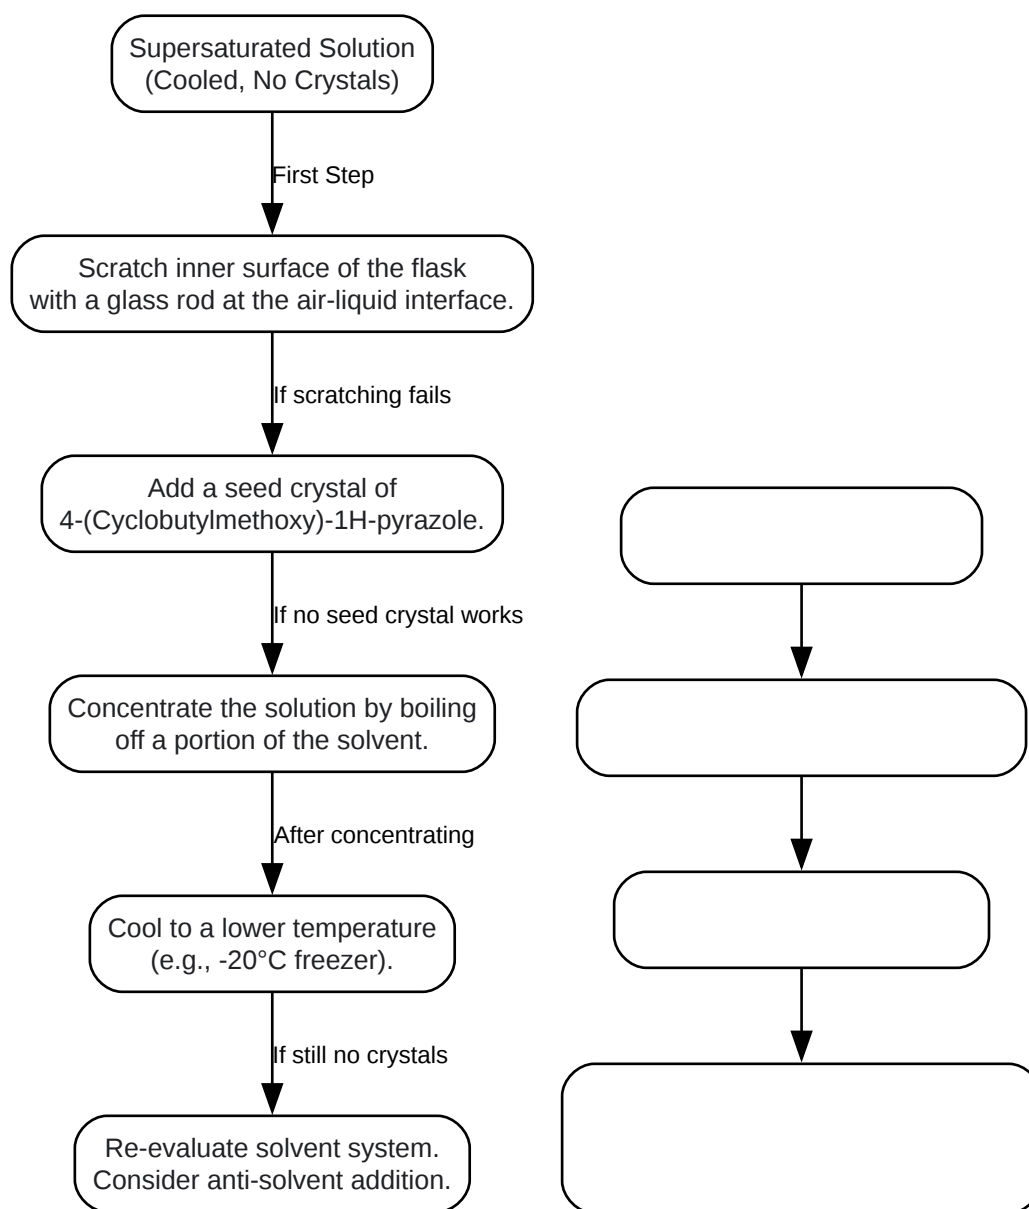 Supersaturated Solution
(Cooled, No Crystals)
First Step
Scratch inner surface of the flask
with a glass rod at the air-liquid interface.
If scratching fails
Add a seed crystal of
4-(Cyclobutylmethoxy)-1H-pyrazole.
If no seed crystal works
Concentrate the solution by boiling
off a portion of the solvent.
After concentrating
Cool to a lower temperature
(e.g., -20°C freezer).
If still no crystals
Re-evaluate solvent system.
Consider anti-solvent addition.